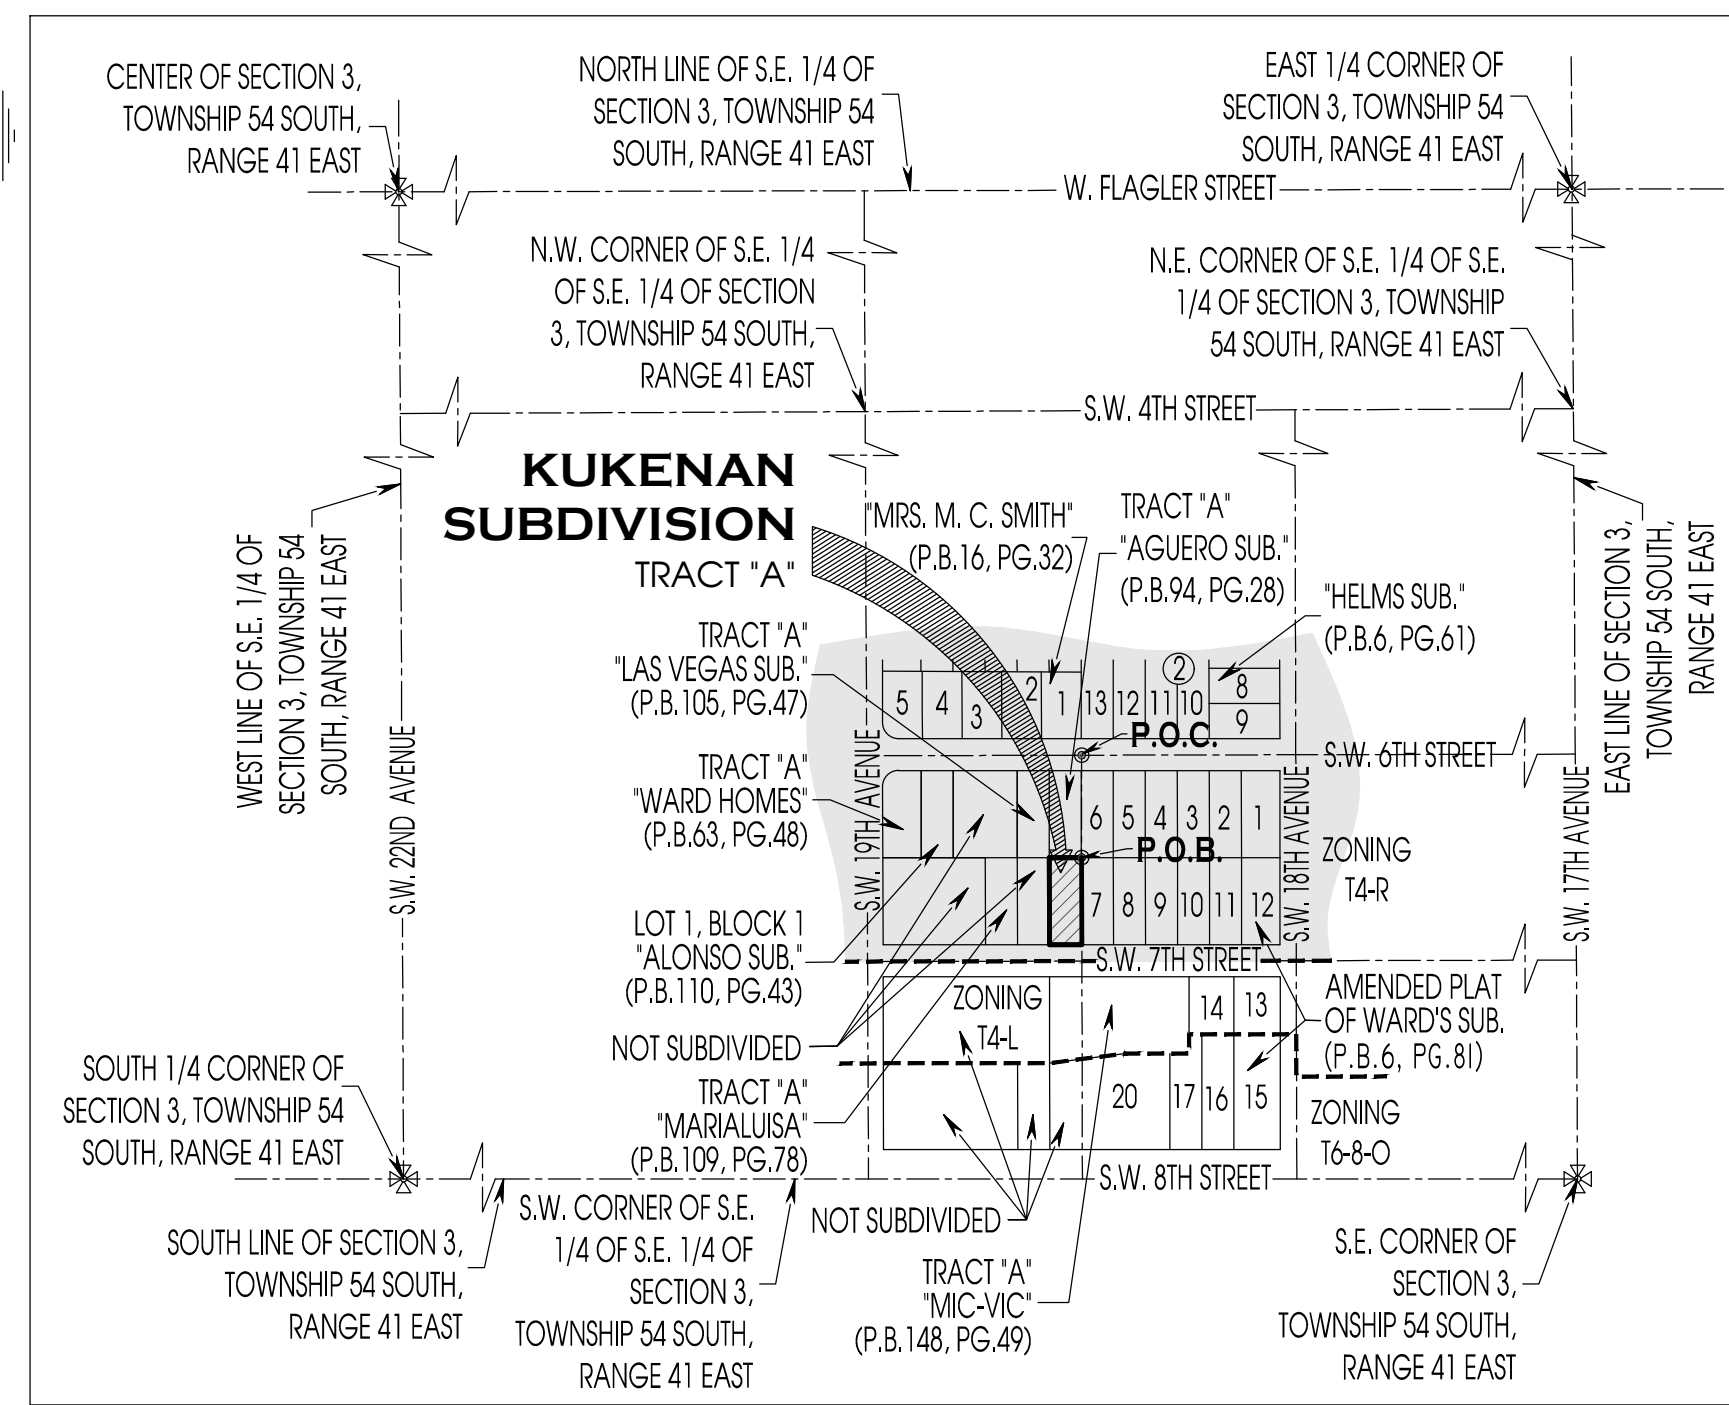 CENTER OF SECTION 3,
TOWNSHIP 54 SOUTH,
RANGE 41 EAST
NORTH LINE OF S.E. 1/4 OF
SECTION 3, TOWNSHIP 54
SOUTH, RANGE 41 EAST
EAST 1/4 CORNER OF
SECTION 3, TOWNSHIP 54
SOUTH, RANGE 41 EAST
W. FLAGLER STREET
N.W. CORNER OF S.E. 1/4
OF S.E. 1/4 OF SECTION
3, TOWNSHIP 54 SOUTH,
RANGE 41 EAST
N.E. CORNER OF S.E. 1/4 OF S.E.
1/4 OF SECTION 3, TOWNSHIP
54 SOUTH, RANGE 41 EAST
S.W. 4TH STREET
KUKENAN
SUBDIVISION
TRACT "A"
"MRS. M. C. SMITH"
(P.B.16, PG.32)
TRACT "A"
"AGUERO SUB."
(P.B.94, PG.28)
"HELMS SUB."
(P.B.6, PG.61)
WEST LINE OF S.E. 1/4 OF
SECTION 3, TOWNSHIP 54
SOUTH, RANGE 41 EAST
EAST LINE OF SECTION 3,
TOWNSHIP 54 SOUTH,
RANGE 41 EAST
TRACT "A"
"LAS VEGAS SUB."
(P.B.105, PG.47)
5 4 3 2 1 13 12 11 10
2
8
9
P.O.C.
S.W. 6TH STREET
S.W. 22ND AVENUE
S.W. 19TH AVENUE
S.W. 18TH AVENUE
S.W. 17TH AVENUE
TRACT "A"
"WARD HOMES"
(P.B.63, PG.48)
6 5 4 3 2 1
P.O.B.
ZONING
T4-R
7 8 9 10 11 12
LOT 1, BLOCK 1
"ALONSO SUB."
(P.B.110, PG.43)
S.W. 7TH STREET
NOT SUBDIVIDED
ZONING
T4-L
14 13
AMENDED PLAT
OF WARD'S SUB.
(P.B.6, PG.81)
SOUTH 1/4 CORNER OF
SECTION 3, TOWNSHIP 54
SOUTH, RANGE 41 EAST
TRACT "A"
"MARIALUISA"
(P.B.109, PG.78)
20 17 16 15
ZONING
T6-8-O
S.W. 8TH STREET
SOUTH LINE OF SECTION 3,
TOWNSHIP 54 SOUTH,
RANGE 41 EAST
S.W. CORNER OF S.E.
1/4 OF S.E. 1/4 OF
SECTION 3,
TOWNSHIP 54 SOUTH,
RANGE 41 EAST
NOT SUBDIVIDED
TRACT "A"
"MIC-VIC"
(P.B.148, PG.49)
S.E. CORNER OF
SECTION 3,
TOWNSHIP 54 SOUTH,
RANGE 41 EAST